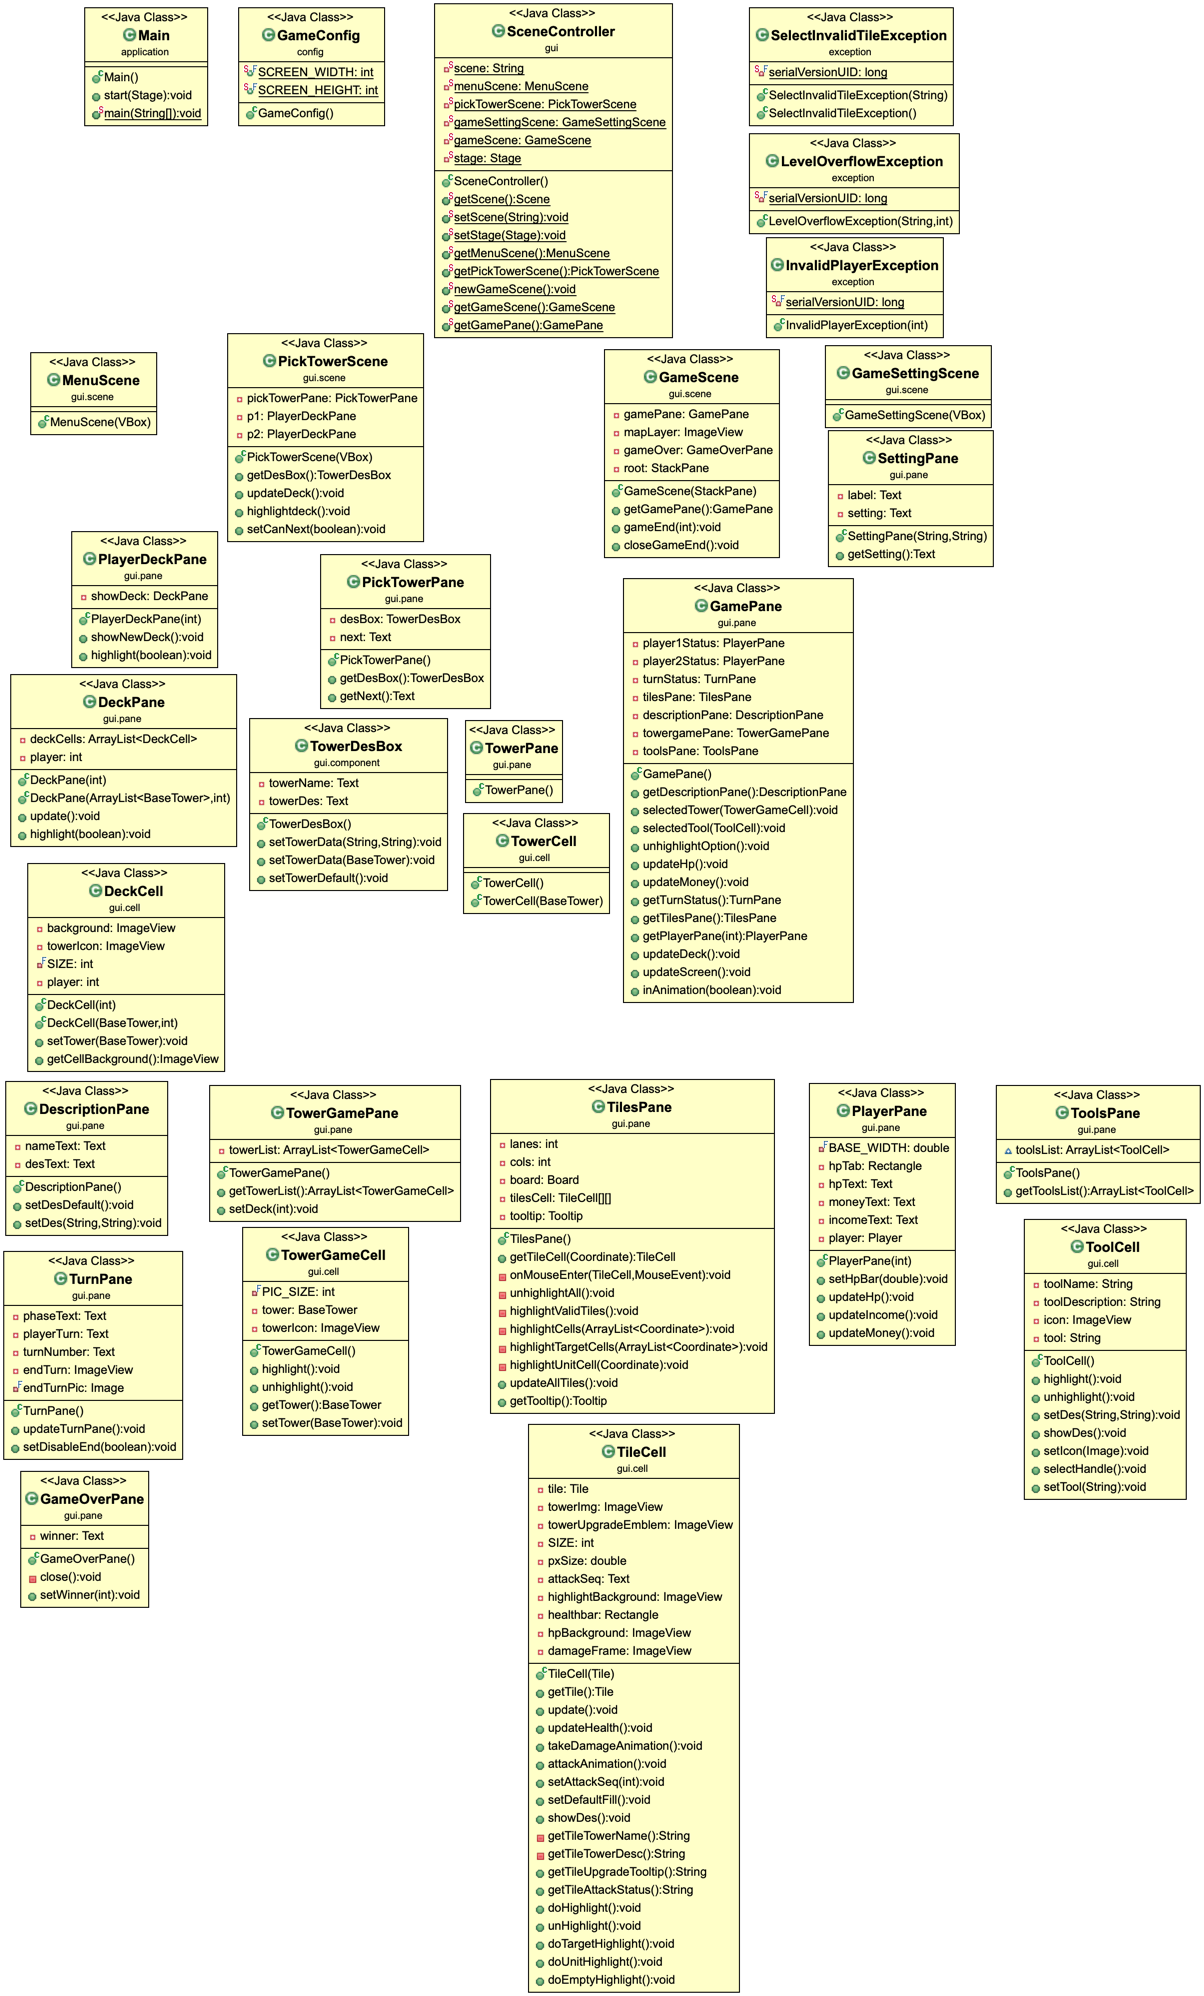 <<Java Class>>
Main
application
Main()
start(Stage):void
main(String[]):void
<<Java Class>>
GameConfig
config
SCREEN_WIDTH: int
SCREEN_HEIGHT: int
GameConfig()
<<Java Class>>
SceneController
gui
scene: String
menuScene: MenuScene
pickTowerScene: PickTowerScene
gameSettingScene: GameSettingScene
gameScene: GameScene
stage: Stage
SceneController()
getScene():Scene
setScene(String):void
setStage(Stage):void
getMenuScene():MenuScene
getPickTowerScene():PickTowerScene
newGameScene():void
getGameScene():GameScene
getGamePane():GamePane
<<Java Class>>
SelectInvalidTileException
exception
serialVersionUID: long
SelectInvalidTileException(String)
SelectInvalidTileException()
<<Java Class>>
LevelOverflowException
exception
serialVersionUID: long
LevelOverflowException(String,int)
<<Java Class>>
InvalidPlayerException
exception
serialVersionUID: long
InvalidPlayerException(int)
<<Java Class>>
MenuScene
gui.scene
MenuScene(VBox)
<<Java Class>>
PickTowerScene
gui.scene
pickTowerPane: PickTowerPane
p1: PlayerDeckPane
p2: PlayerDeckPane
PickTowerScene(VBox)
getDesBox():TowerDesBox
updateDeck():void
highlightdeck():void
setCanNext(boolean):void
<<Java Class>>
GameScene
gui.scene
gamePane: GamePane
mapLayer: ImageView
gameOver: GameOverPane
root: StackPane
GameScene(StackPane)
getGamePane():GamePane
gameEnd(int):void
closeGameEnd():void
<<Java Class>>
GameSettingScene
gui.scene
GameSettingScene(VBox)
<<Java Class>>
SettingPane
gui.pane
label: Text
setting: Text
SettingPane(String,String)
getSetting():Text
<<Java Class>>
PlayerDeckPane
gui.pane
showDeck: DeckPane
PlayerDeckPane(int)
showNewDeck():void
highlight(boolean):void
<<Java Class>>
PickTowerPane
gui.pane
desBox: TowerDesBox
next: Text
PickTowerPane()
getDesBox():TowerDesBox
getNext():Text
<<Java Class>>
GamePane
gui.pane
player1Status: PlayerPane
player2Status: PlayerPane
turnStatus: TurnPane
tilesPane: TilesPane
descriptionPane: DescriptionPane
towergamePane: TowerGamePane
toolsPane: ToolsPane
GamePane()
getDescriptionPane():DescriptionPane
selectedTower(TowerGameCell):void
selectedTool(ToolCell):void
unhighlightOption():void
updateHp():void
updateMoney():void
getTurnStatus():TurnPane
getTilesPane():TilesPane
getPlayerPane(int):PlayerPane
updateDeck():void
updateScreen():void
inAnimation(boolean):void
<<Java Class>>
DeckPane
gui.pane
deckCells: ArrayList<DeckCell>
player: int
DeckPane(int)
DeckPane(ArrayList<BaseTower>,int)
update():void
highlight(boolean):void
<<Java Class>>
TowerDesBox
gui.component
towerName: Text
towerDes: Text
TowerDesBox()
setTowerData(String,String):void
setTowerData(BaseTower):void
setTowerDefault():void
<<Java Class>>
TowerPane
gui.pane
TowerPane()
<<Java Class>>
TowerCell
gui.cell
TowerCell()
TowerCell(BaseTower)
<<Java Class>>
DeckCell
gui.cell
background: ImageView
towerIcon: ImageView
SIZE: int
player: int
DeckCell(int)
DeckCell(BaseTower,int)
setTower(BaseTower):void
getCellBackground():ImageView
<<Java Class>>
DescriptionPane
gui.pane
nameText: Text
desText: Text
DescriptionPane()
setDesDefault():void
setDes(String,String):void
<<Java Class>>
TowerGamePane
gui.pane
towerList: ArrayList<TowerGameCell>
TowerGamePane()
getTowerList():ArrayList<TowerGameCell>
setDeck(int):void
<<Java Class>>
TilesPane
gui.pane
lanes: int
cols: int
board: Board
tilesCell: TileCell[][]
tooltip: Tooltip
TilesPane()
getTileCell(Coordinate):TileCell
onMouseEnter(TileCell,MouseEvent):void
unhighlightAll():void
highlightValidTiles():void
highlightCells(ArrayList<Coordinate>):void
highlightTargetCells(ArrayList<Coordinate>):void
highlightUnitCell(Coordinate):void
updateAllTiles():void
getTooltip():Tooltip
<<Java Class>>
PlayerPane
gui.pane
BASE_WIDTH: double
hpTab: Rectangle
hpText: Text
moneyText: Text
incomeText: Text
player: Player
PlayerPane(int)
setHpBar(double):void
updateHp():void
updateIncome():void
updateMoney():void
<<Java Class>>
ToolsPane
gui.pane
toolsList: ArrayList<ToolCell>
ToolsPane()
getToolsList():ArrayList<ToolCell>
<<Java Class>>
TowerGameCell
gui.cell
PIC_SIZE: int
tower: BaseTower
towerIcon: ImageView
TowerGameCell()
highlight():void
unhighlight():void
getTower():BaseTower
setTower(BaseTower):void
<<Java Class>>
ToolCell
gui.cell
toolName: String
toolDescription: String
icon: ImageView
tool: String
ToolCell()
highlight():void
unhighlight():void
setDes(String,String):void
showDes():void
setIcon(Image):void
selectHandle():void
setTool(String):void
<<Java Class>>
TurnPane
gui.pane
phaseText: Text
playerTurn: Text
turnNumber: Text
endTurn: ImageView
endTurnPic: Image
TurnPane()
updateTurnPane():void
setDisableEnd(boolean):void
<<Java Class>>
GameOverPane
gui.pane
winner: Text
GameOverPane()
close():void
setWinner(int):void
<<Java Class>>
TileCell
gui.cell
tile: Tile
towerImg: ImageView
towerUpgradeEmblem: ImageView
SIZE: int
pxSize: double
attackSeq: Text
highlightBackground: ImageView
healthbar: Rectangle
hpBackground: ImageView
damageFrame: ImageView
TileCell(Tile)
getTile():Tile
update():void
updateHealth():void
takeDamageAnimation():void
attackAnimation():void
setAttackSeq(int):void
setDefaultFill():void
showDes():void
getTileTowerName():String
getTileTowerDesc():String
getTileUpgradeTooltip():String
getTileAttackStatus():String
doHighlight():void
unHighlight():void
doTargetHighlight():void
doUnitHighlight():void
doEmptyHighlight():void